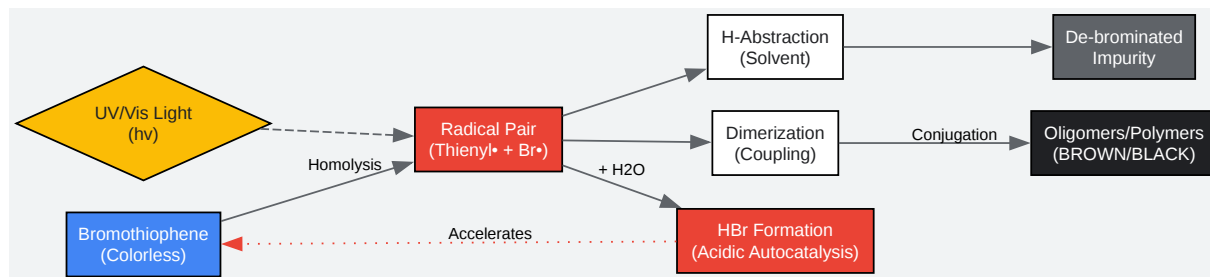 H-Abstraction
(Solvent)
De-brominated
Impurity
UV/Vis Light
(hv)
Radical Pair
(Thienyl• + Br•)
Dimerization
(Coupling)
Conjugation
Oligomers/Polymers
(BROWN/BLACK)
Homolysis
+ H2O
Bromothiophene
(Colorless)
Accelerates
HBr Formation
(Acidic Autocatalysis)